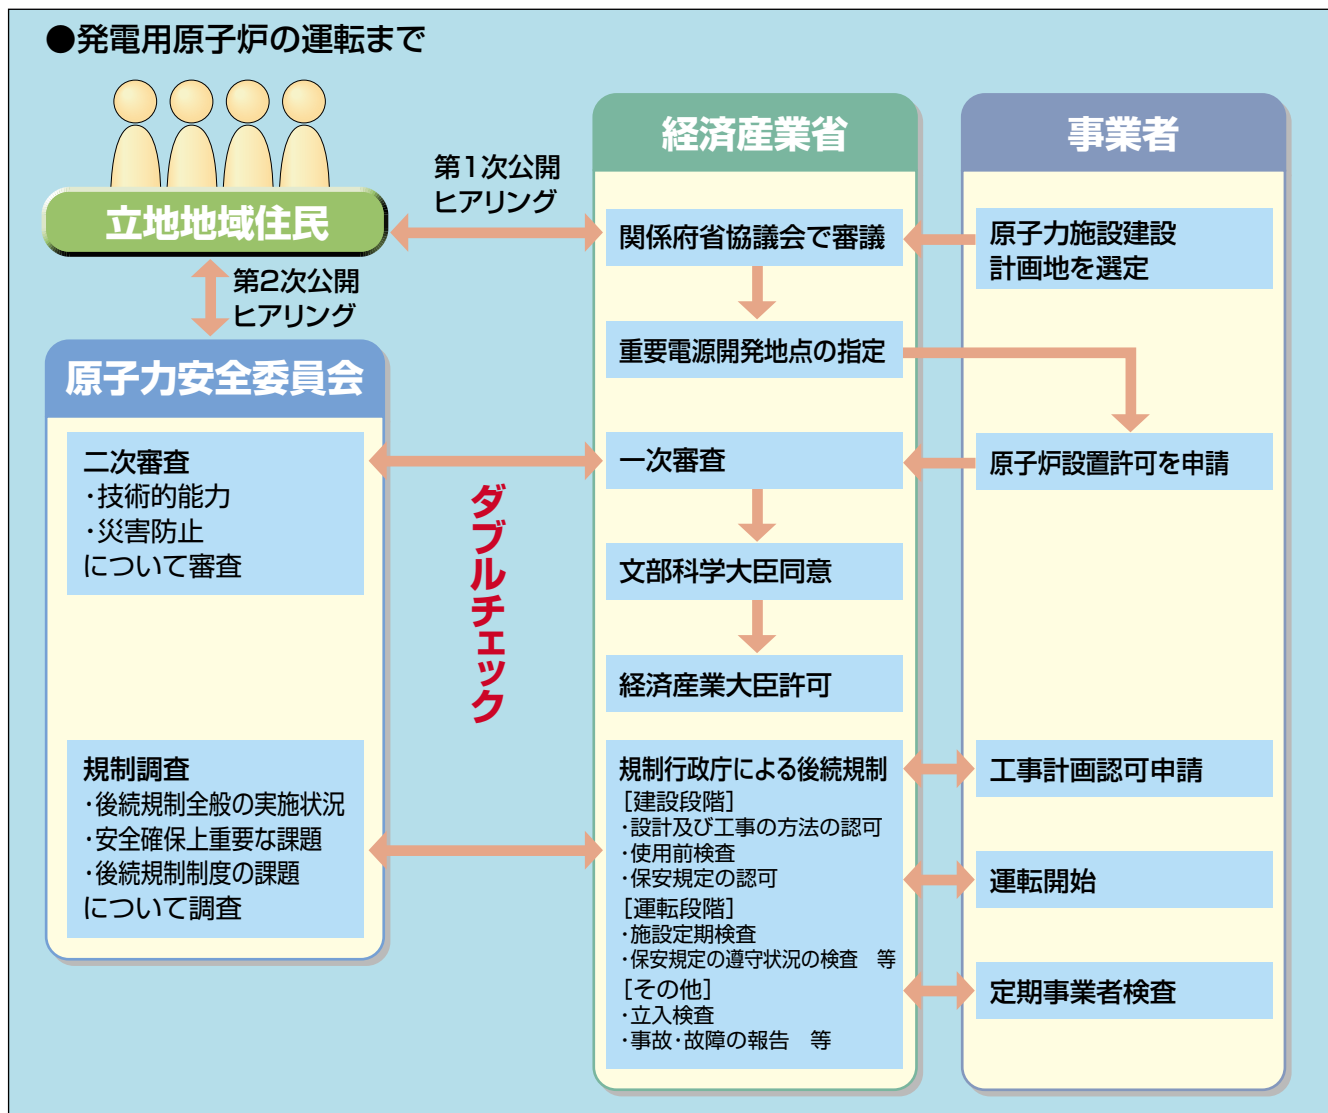 ●発電用原子炉の運転まで
立地地域住民
第1次公開
ヒアリング
第2次公開
ヒアリング
原子力安全委員会
二次審査
・技術的能力
・災害防止
について審査
規制調査
・後続規制全般の実施状況
・安全確保上重要な課題
・後続規制制度の課題
について調査
ダブルチェック
経済産業省
関係府省協議会で審議
重要電源開発地点の指定
一次審査
文部科学大臣同意
経済産業大臣許可
規制行政庁による後続規制
［建設段階］
・設計及び工事の方法の認可
・使用前検査
・保安規定の認可
［運転段階］
・施設定期検査
・保安規定の遵守状況の検査　等
［その他］
・立入検査
・事故・故障の報告　等
事業者
原子力施設建設
計画地を選定
原子炉設置許可を申請
工事計画認可申請
運転開始
定期事業者検査